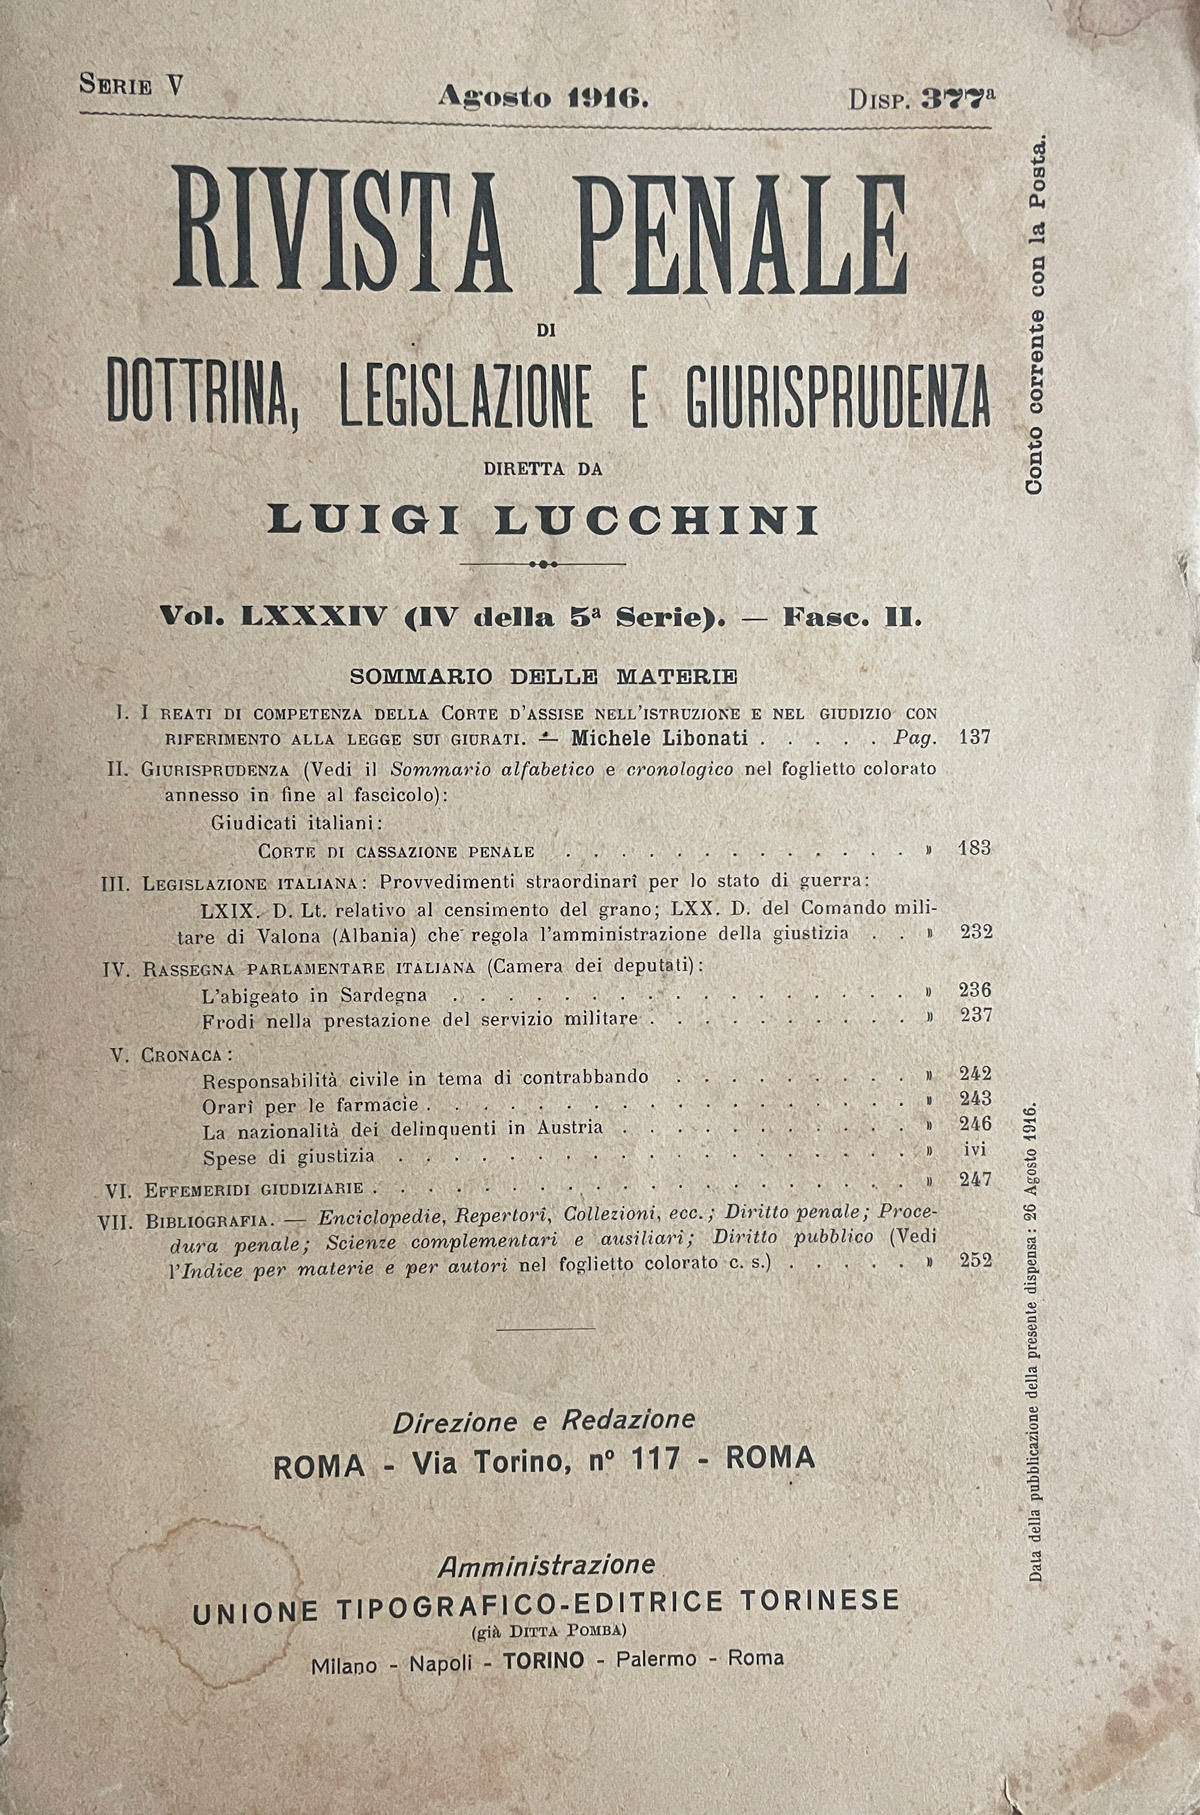 SERIE V
Agosto 1916.
DISP. 377ª
RIVISTA PENALE
DI
DOTTRINA, LEGISLAZIONE E GIURISPRUDENZA
DIRETTA DA
LUIGI LUCCHINI
Vol. LXXXIV (IV della 5ª Serie). — Fasc. II.
SOMMARIO DELLE MATERIE
I. I REATI DI COMPETENZA DELLA CORTE D'ASSISE NELL'ISTRUZIONE E NEL GIUDIZIO CON
RIFERIMENTO ALLA LEGGE SUI GIURATI. — Michele Libonati . . . . . Pag. 137
II. GIURISPRUDENZA (Vedi il Sommario alfabetico e cronologico nel foglietto colorato
annesso in fine al fascicolo):
Giudicati italiani:
CORTE DI CASSAZIONE PENALE . . . . . . . . . . . . . » 183
III. LEGISLAZIONE ITALIANA: Provvedimenti straordinarî per lo stato di guerra:
LXIX. D. Lt. relativo al censimento del grano; LXX. D. del Comando mili-
tare di Valona (Albania) che regola l'amministrazione della giustizia . . » 232
IV. RASSEGNA PARLAMENTARE ITALIANA (Camera dei deputati):
L'abigeato in Sardegna . . . . . . . . . . . . . . . . . » 236
Frodi nella prestazione del servizio militare . . . . . . . . . . » 237
V. CRONACA:
Responsabilità civile in tema di contrabbando . . . . . . . . . » 242
Orarî per le farmacie . . . . . . . . . . . . . . . . . . » 243
La nazionalità dei delinquenti in Austria . . . . . . . . . . . » 246
Spese di giustizia . . . . . . . . . . . . . . . . . . . » ivi
VI. EFFEMERIDI GIUDIZIARIE . . . . . . . . . . . . . . . . . . . . » 247
VII. BIBLIOGRAFIA. — Enciclopedie, Repertorî, Collezioni, ecc.; Diritto penale; Proce-
dura penale; Scienze complementari e ausiliari; Diritto pubblico (Vedi
l'Indice per materie e per autori nel foglietto colorato c. s.) . . . . . » 252
Direzione e Redazione
ROMA - Via Torino, nº 117 - ROMA
Amministrazione
UNIONE TIPOGRAFICO-EDITRICE TORINESE
(già DITTA POMBA)
Milano - Napoli - TORINO - Palermo - Roma
Conto corrente con la Posta.
Data della pubblicazione della presente dispensa: 26 Agosto 1916.